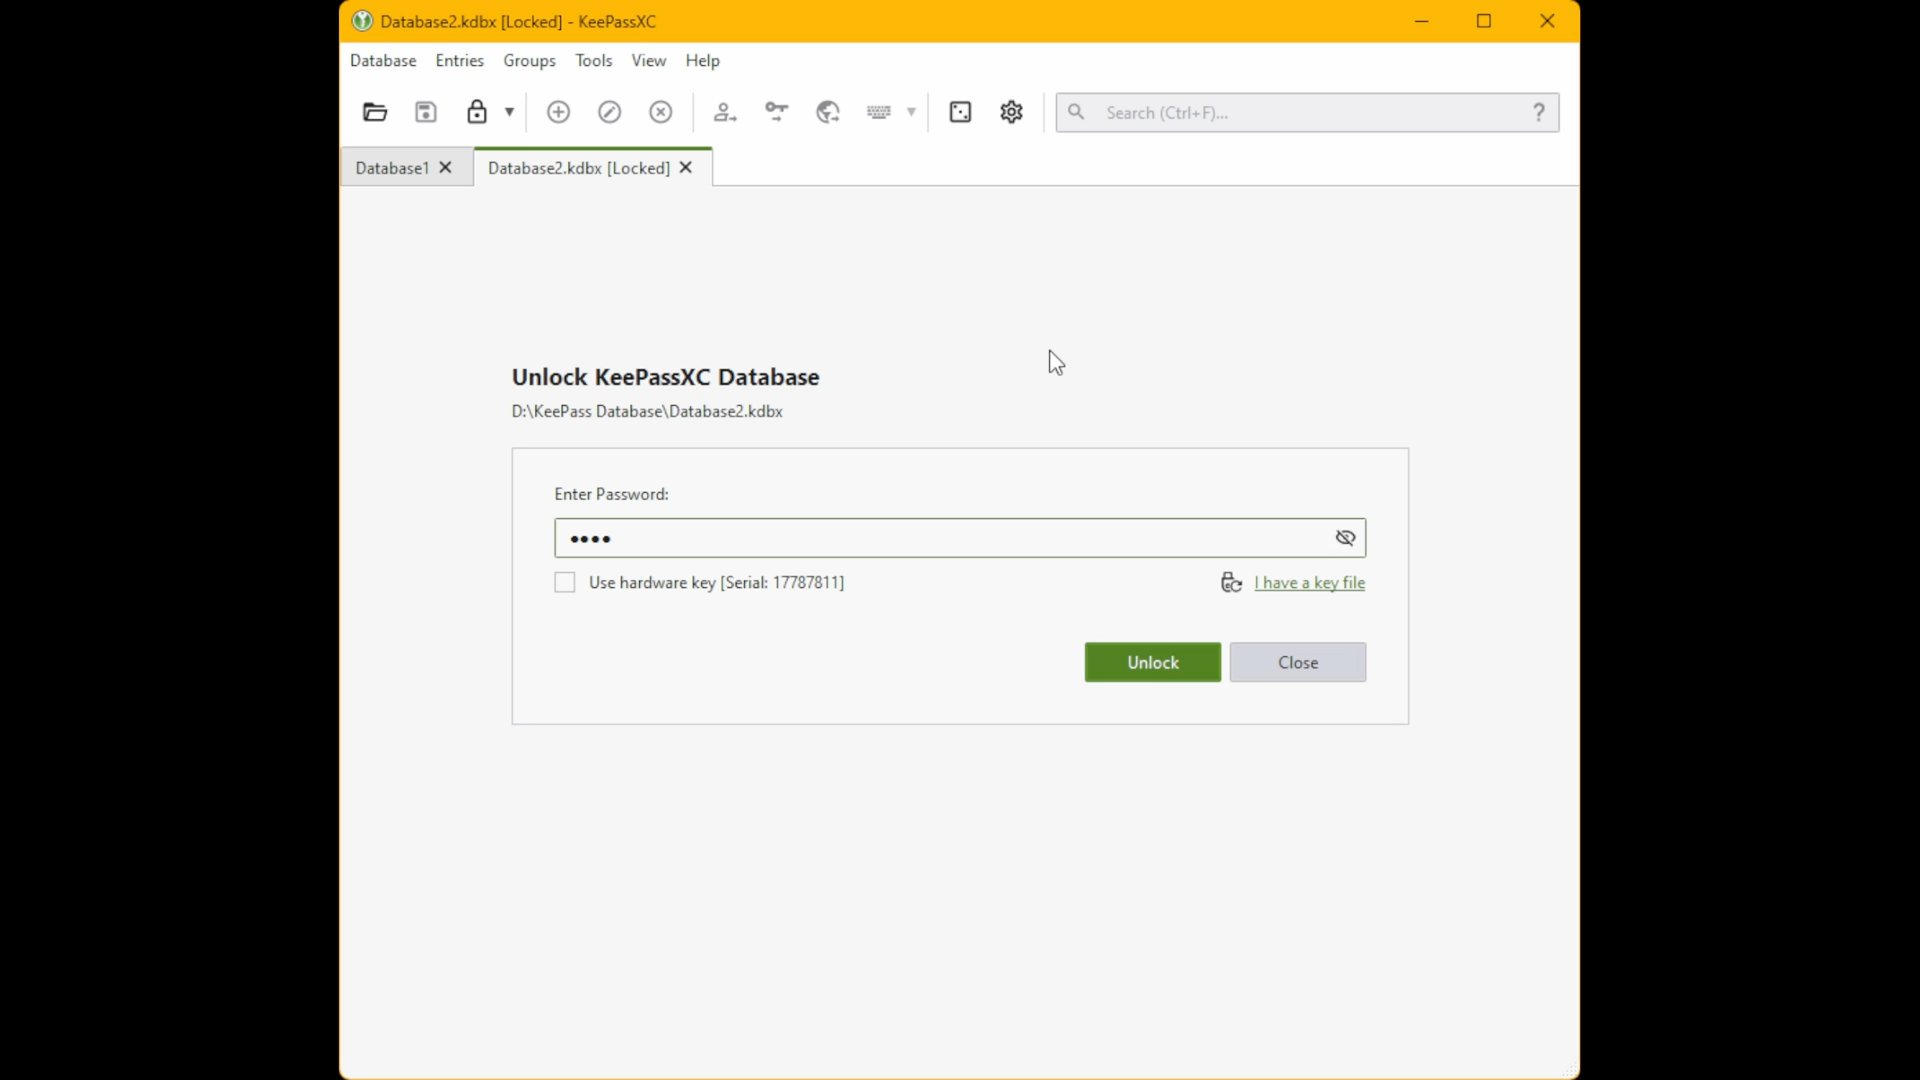 Database2.kdbx [Locked] - KeePassXC
Database Entries Groups Tools View Help
Search (Ctrl+F)... ?
Database1 Database2.kdbx [Locked]
Unlock KeePassXC Database
D:\KeePass Database\Database2.kdbx
Enter Password:
Use hardware key [Serial: 17787811] I have a key file
Unlock Close